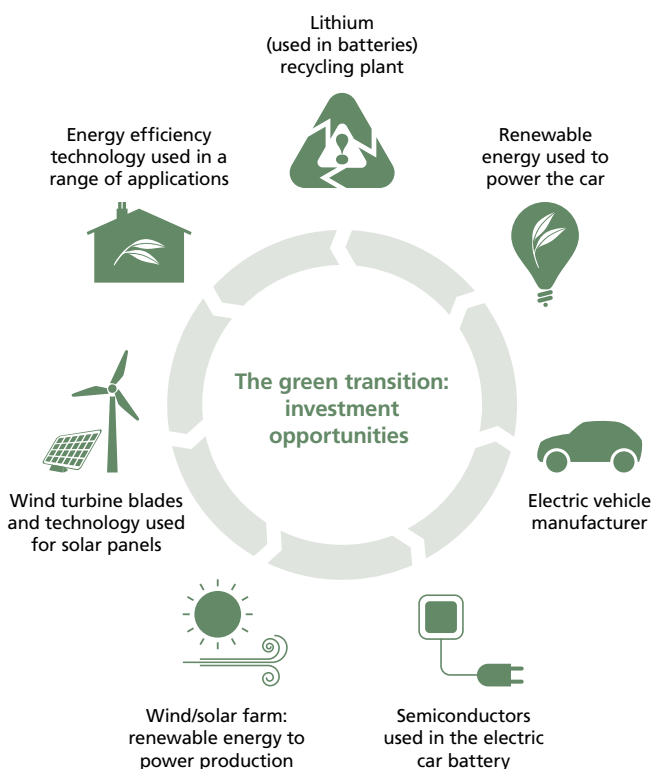 Lithium
(used in batteries)
recycling plant
Energy efficiency
technology used in a
range of applications
Renewable
energy used to
power the car
The green transition:
investment
opportunities
Wind turbine blades
and technology used
for solar panels
Electric vehicle
manufacturer
Wind/solar farm:
renewable energy to
power production
Semiconductors
used in the electric
car battery